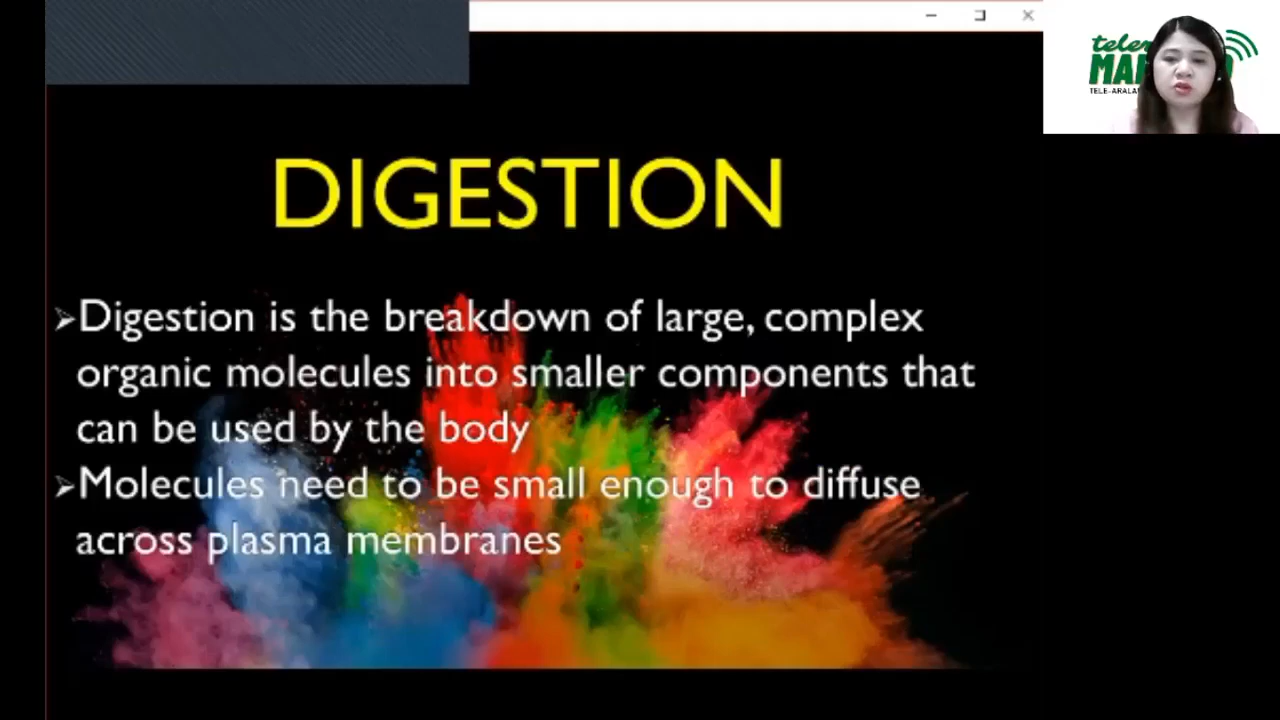 DIGESTION
➢Digestion is the breakdown of large, complex
organic molecules into smaller components that
can be used by the body
➢Molecules need to be small enough to diffuse
across plasma membranes